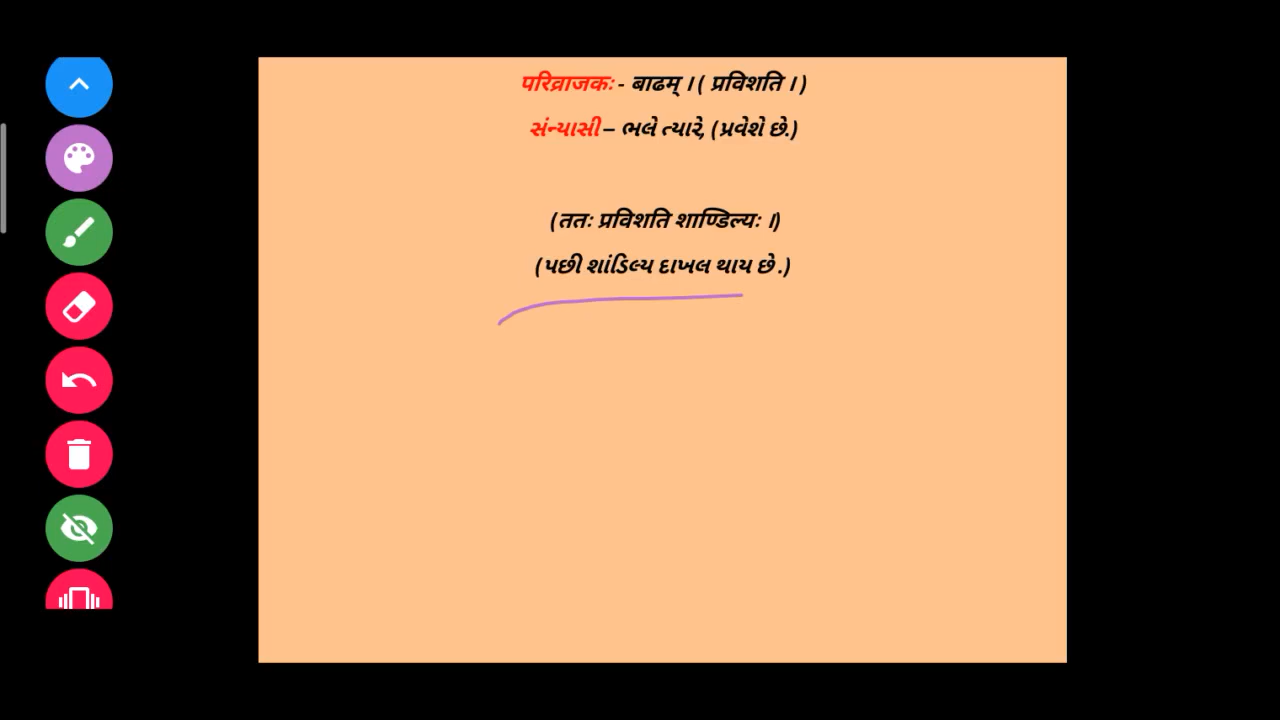 परिव्राजकः - बाढम् । ( प्रविशति । )
સંન્યાસી – ભલે ત્યારે, (પ્રવેશે છે.)
(ततः प्रविशति शाण्डिल्यः ।)
(પછી શાંડિલ્ય દાખલ થાય છે .)